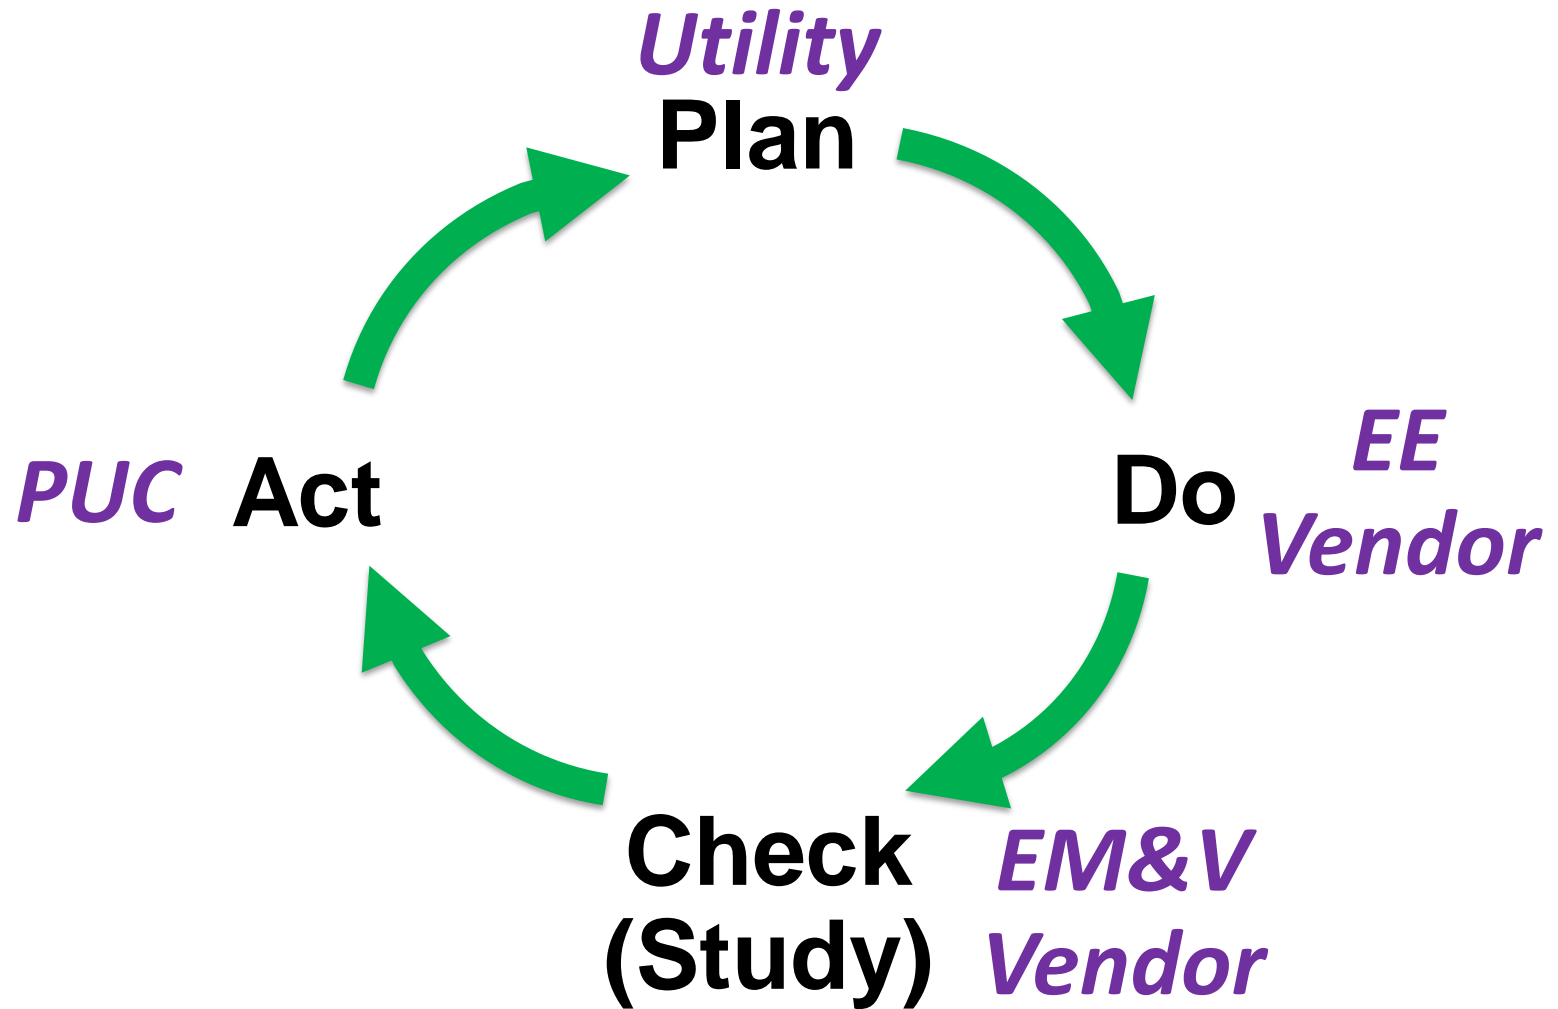 Utility
Plan
PUC Act
Do
EE
Vendor
Check
(Study)
EM&V
Vendor